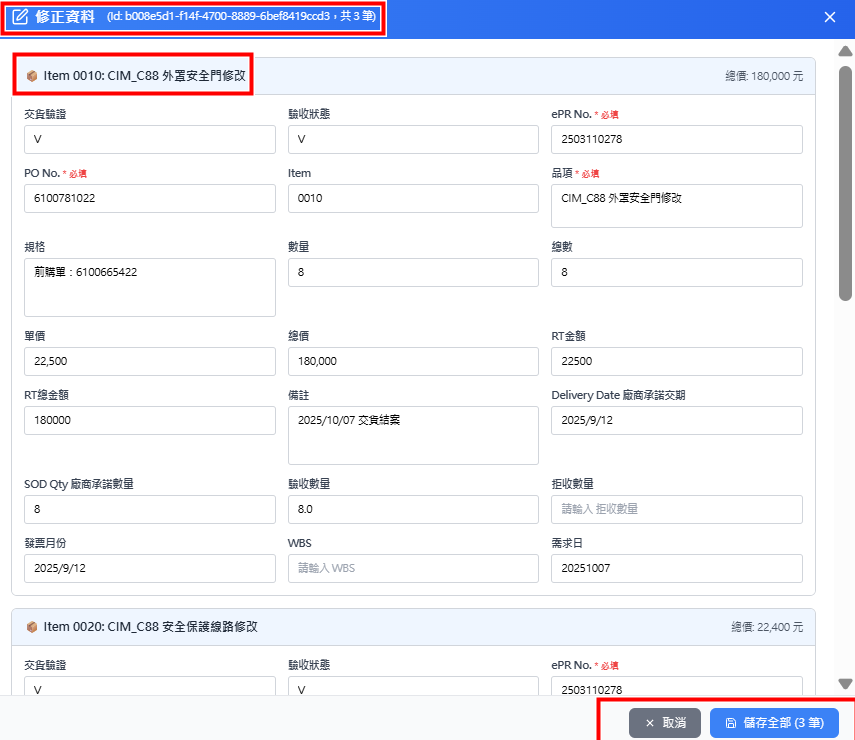 修正資料 (Id: b008e5d1-f14f-4700-8889-6bef8419ccd3，共 3 筆)
Item 0010: CIM_C88 外罩安全門修改 總價: 180,000 元
交貨驗證 驗收狀態 ePR No. * 必填
V V 2503110278
PO No. * 必填 Item 品項 * 必填
6100781022 0010 CIM_C88 外罩安全門修改
規格 數量 總數
前購單：6100665422 8 8
單價 總價 RT金額
22,500 180,000 22500
RT總金額 備註 Delivery Date 廠商承諾交期
180000 2025/10/07 交貨結案 2025/9/12
SOD Qty 廠商承諾數量 驗收數量 拒收數量
8 8.0 請輸入 拒收數量
發票月份 WBS 需求日
2025/9/12 請輸入 WBS 20251007
Item 0020: CIM_C88 安全保護線路修改 總價: 22,400 元
交貨驗證 驗收狀態 ePR No. * 必填
V V 2503110278
× 取消 儲存全部 (3 筆)